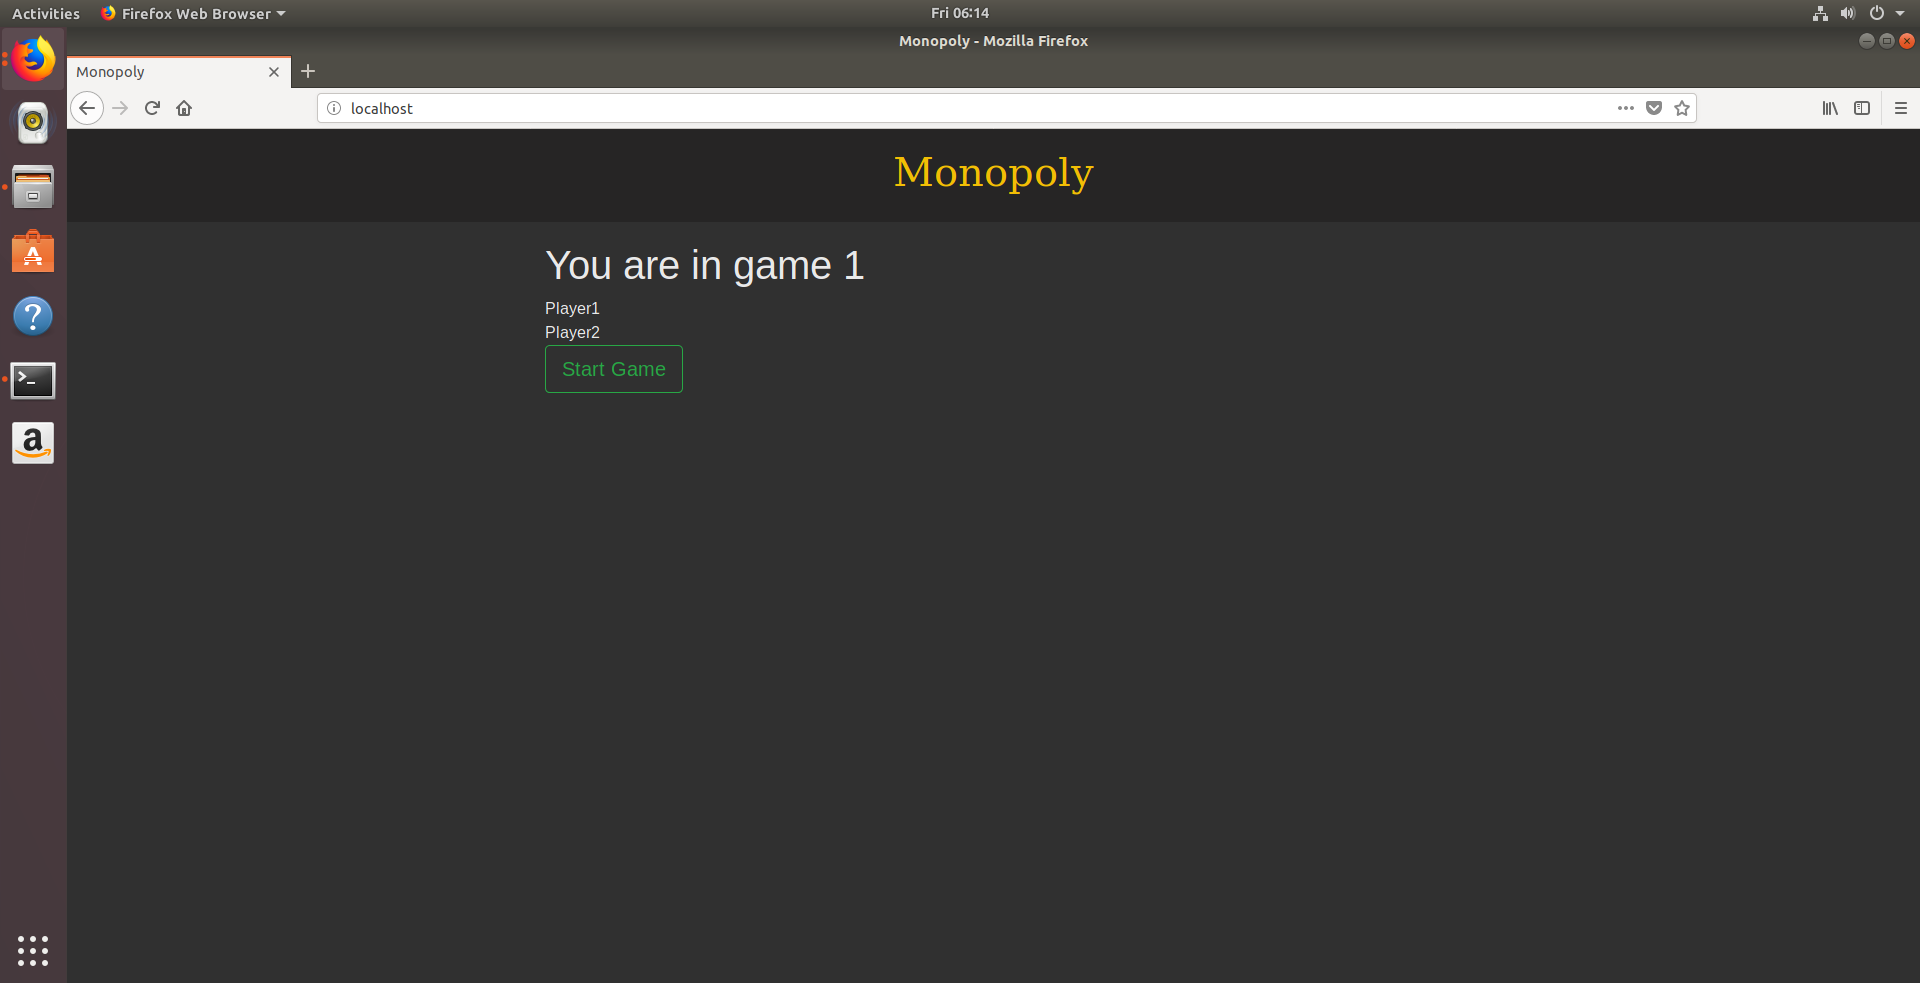 Activities
Firefox Web Browser
Fri 06:14
Monopoly - Mozilla Firefox
Monopoly
localhost
Monopoly
You are in game 1
Player1
Player2
Start Game